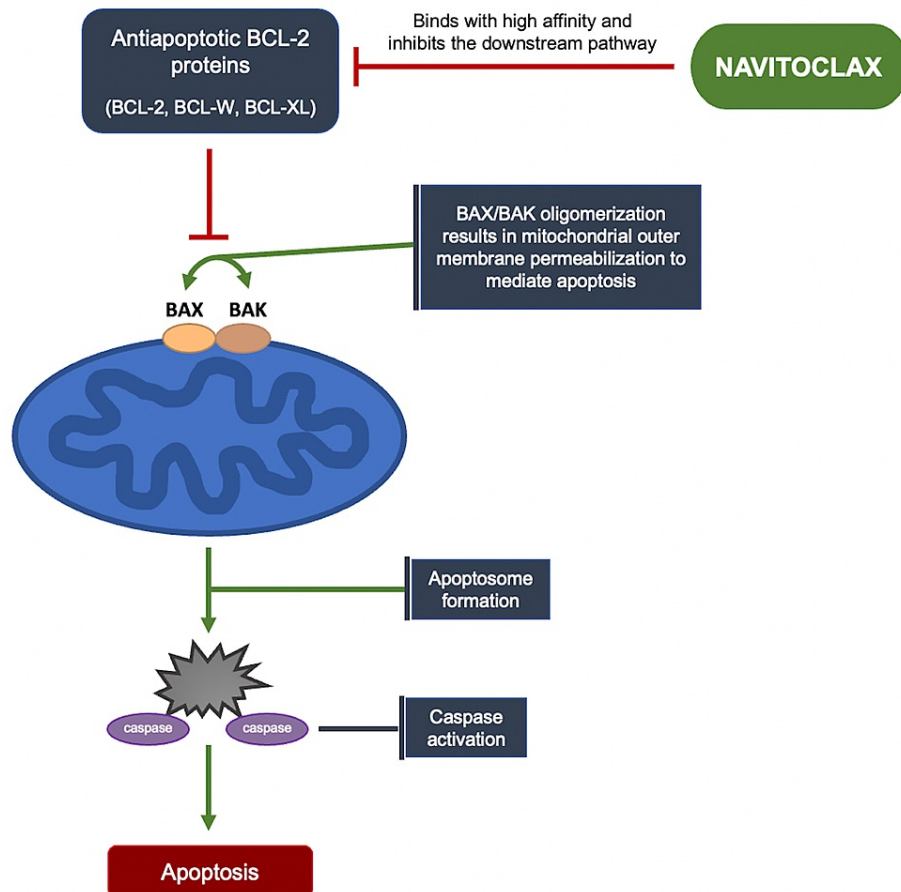 Antiapoptotic BCL-2
proteins
(BCL-2, BCL-W, BCL-XL)
Binds with high affinity and
inhibits the downstream pathway
NAVITOCLAX
BAX/BAK oligomerization
results in mitochondrial outer
membrane permeabilization to
mediate apoptosis
BAX BAK
Apoptosome
formation
caspase caspase
Caspase
activation
Apoptosis